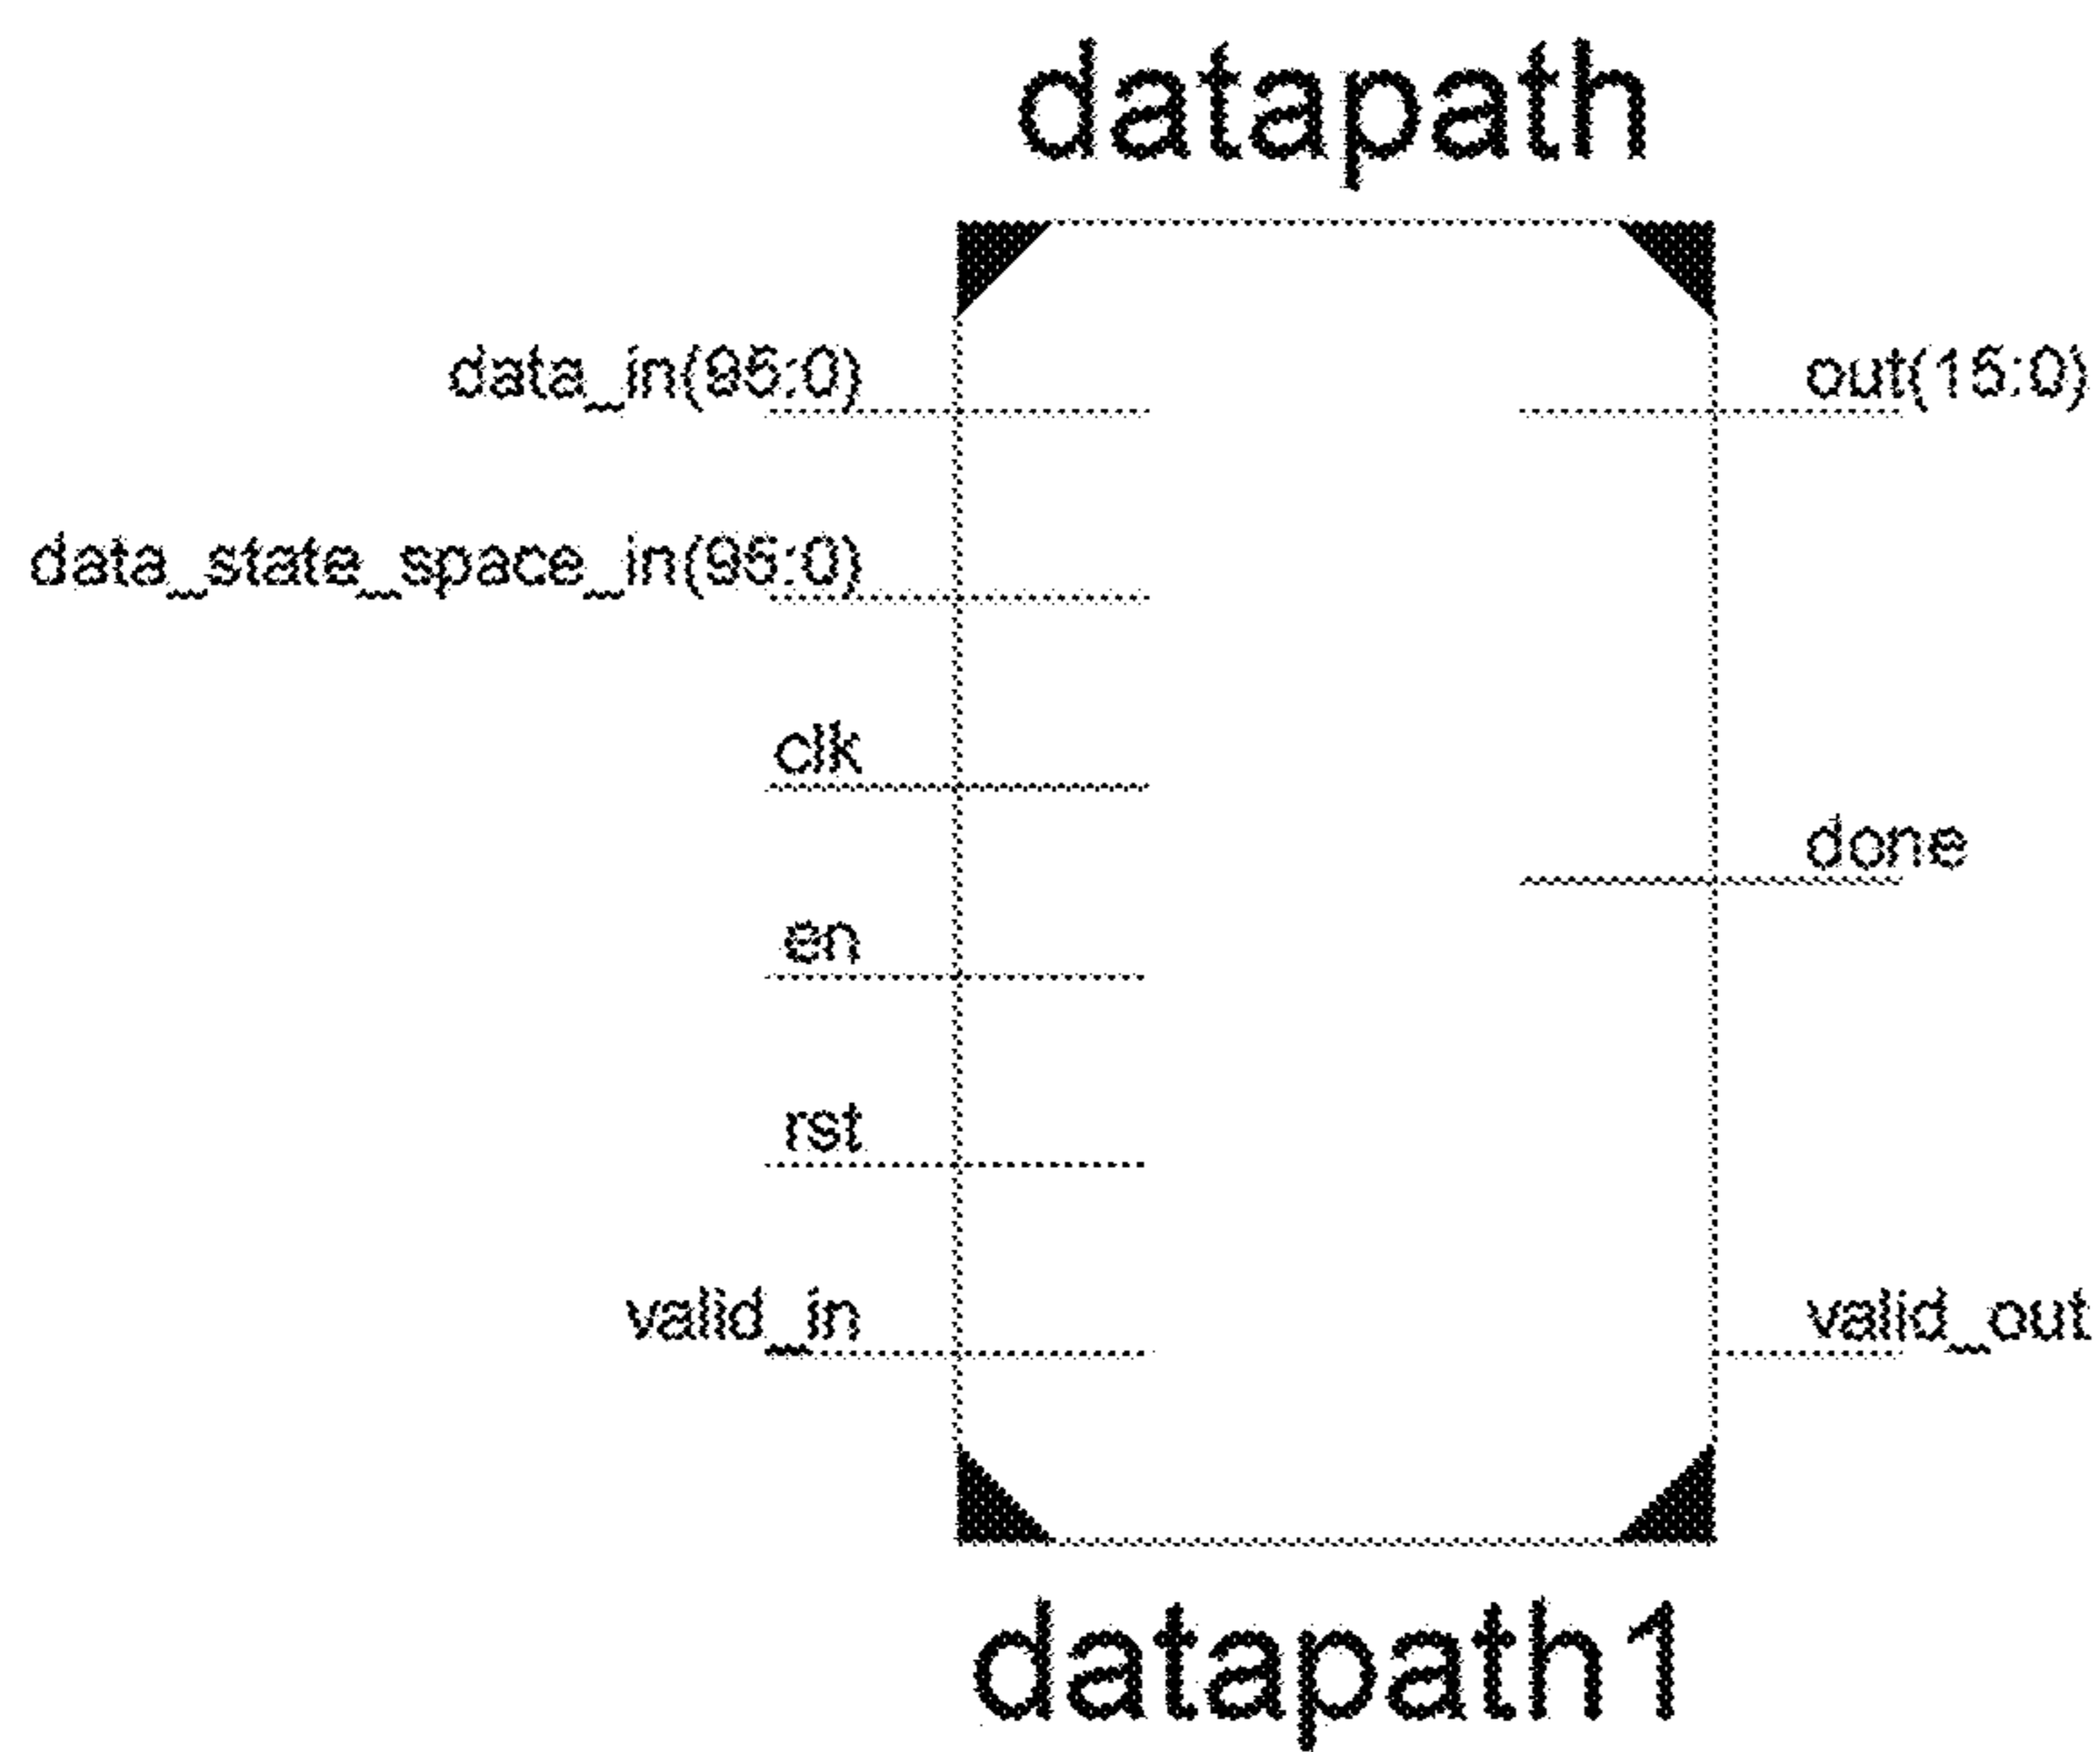 datapath
data_in(95:0)
out(15:0)
data_state_space_in(95:0)
clk
done
en
rst
valid_in
valid_out
datapath1